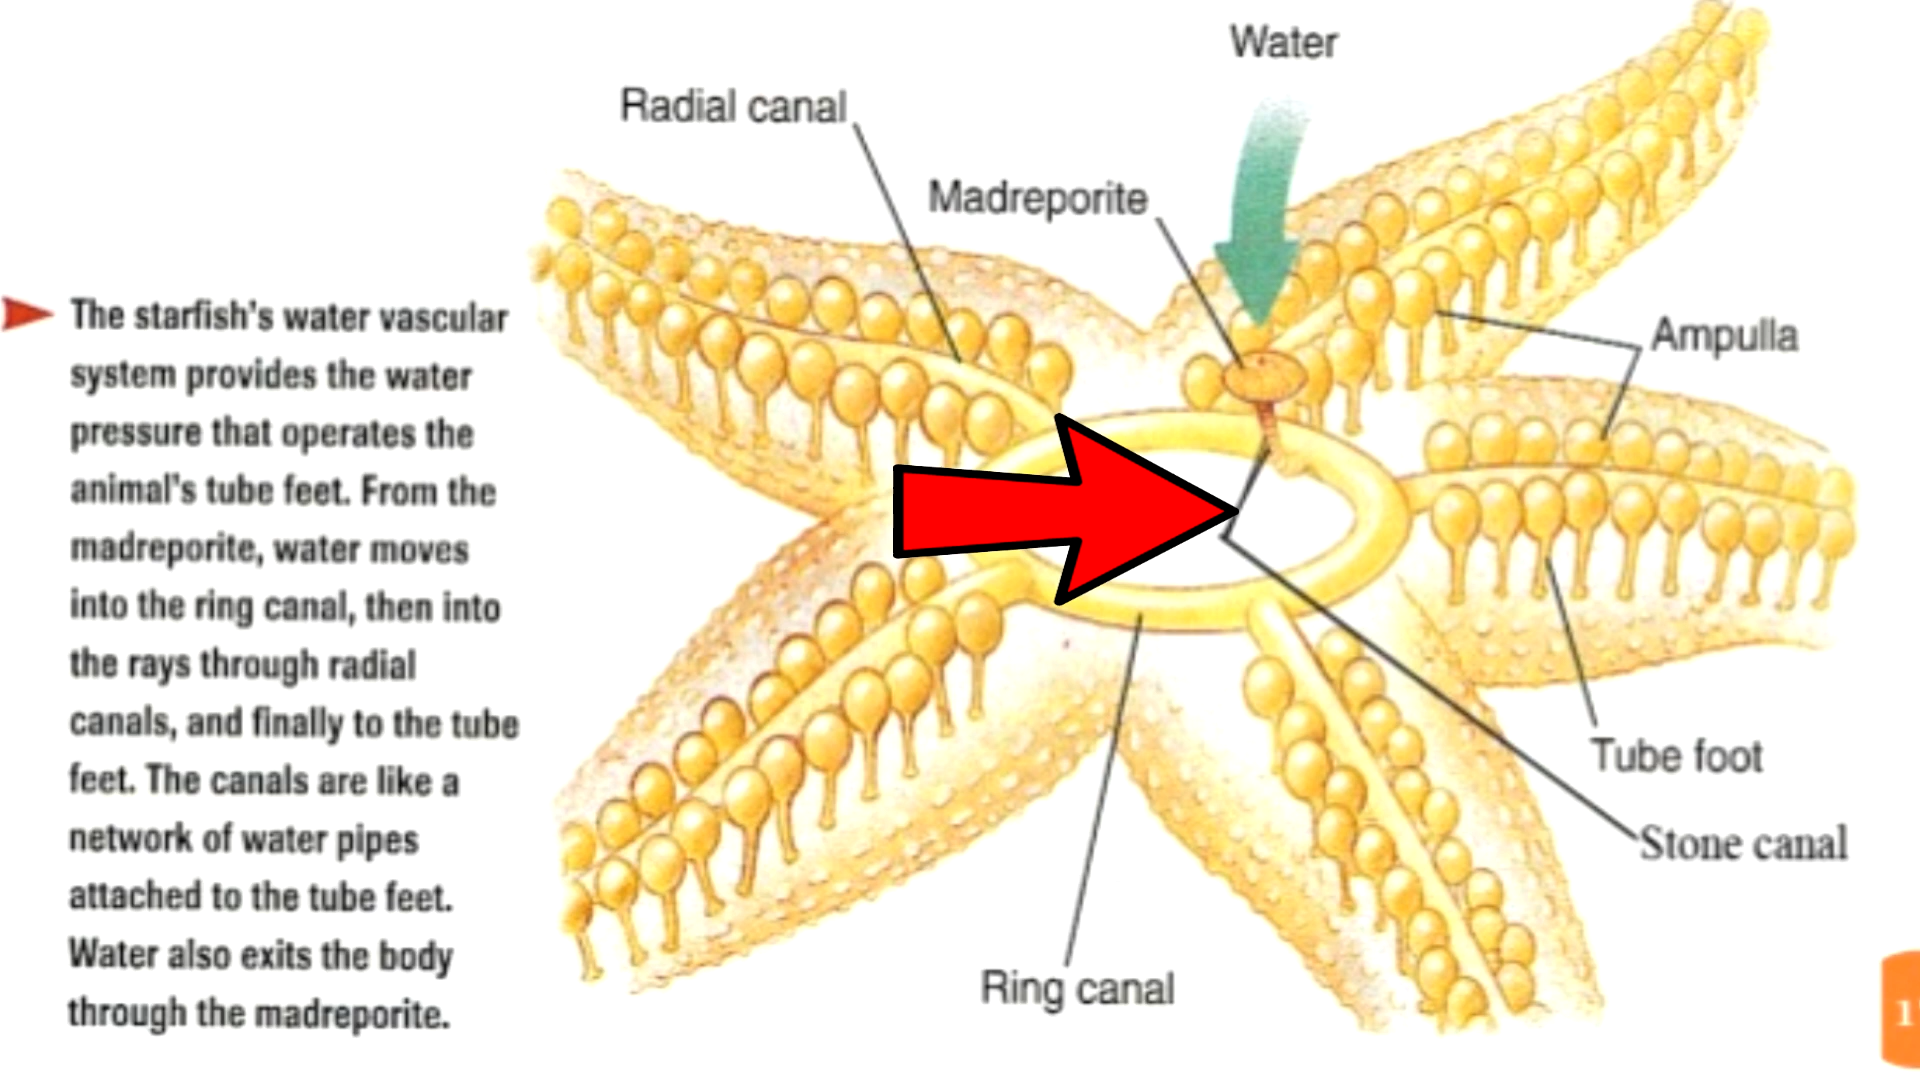 Water
Radial canal
Madreporite
The starfish's water vascular
system provides the water
pressure that operates the
animal's tube feet. From the
madreporite, water moves
into the ring canal, then into
the rays through radial
canals, and finally to the tube
feet. The canals are like a
network of water pipes
attached to the tube feet.
Water also exits the body
through the madreporite.
Ampulla
Tube foot
Stone canal
Ring canal
1